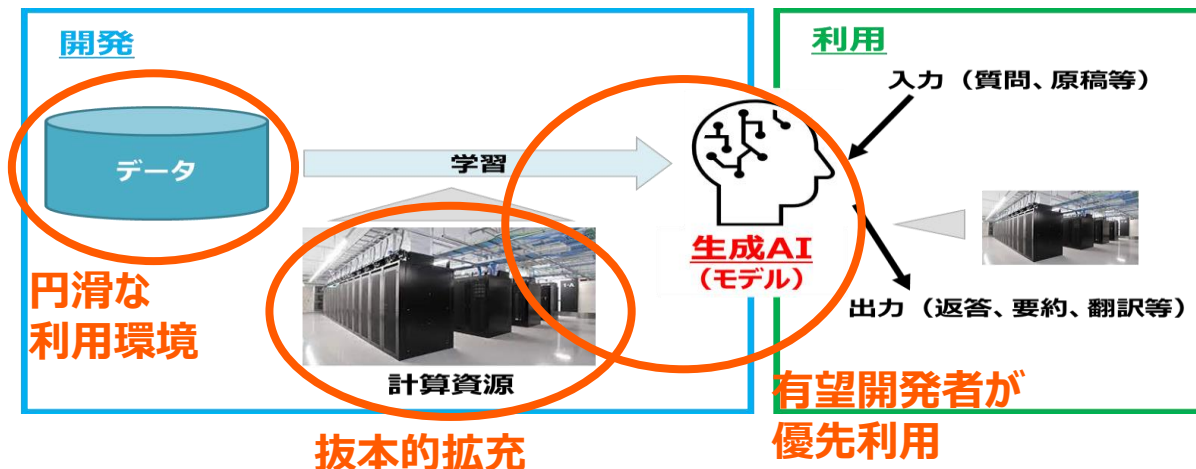 開発
データ
学習
計算資源
生成AI
(モデル)
円滑な
利用環境
抜本的拡充
利用
入力（質問、原稿等）
出力（返答、要約、翻訳等）
有望開発者が
優先利用